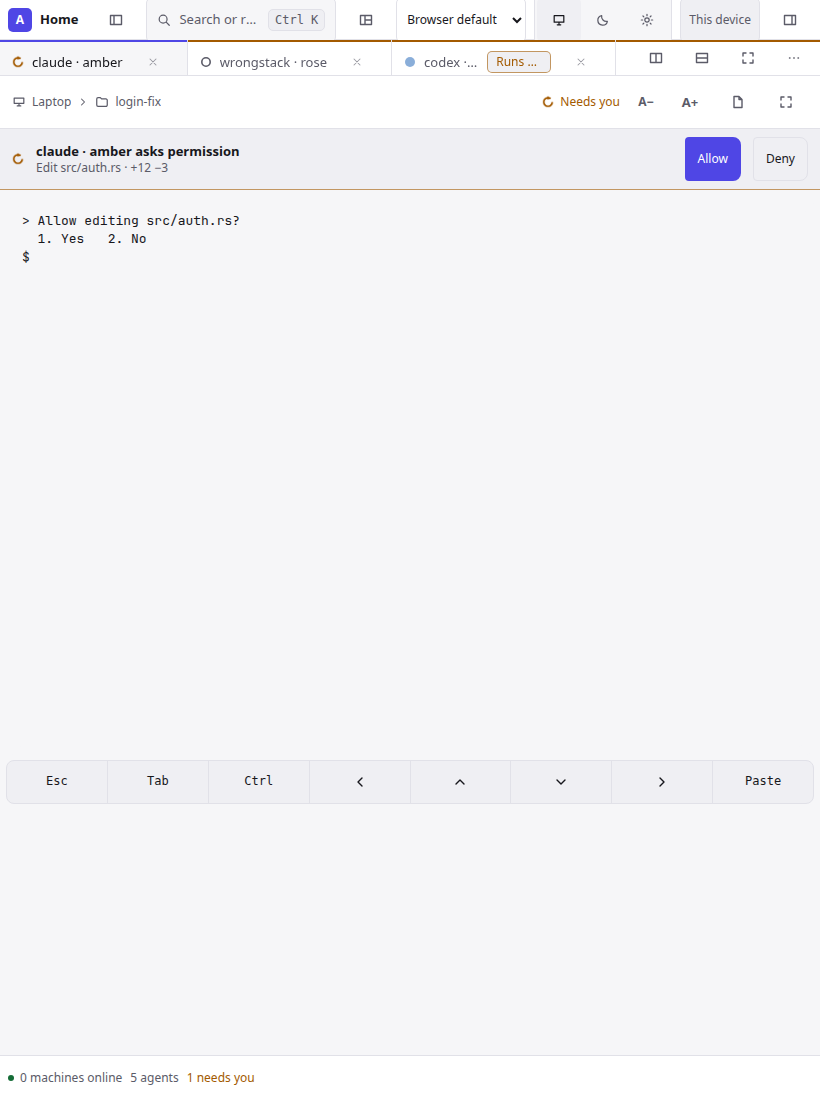 A Home Search or r... Ctrl K Browser default This device
claude · amber wrongstack · rose codex ·... Runs ...
Laptop login-fix Needs you A− A+
claude · amber asks permission
Edit src/auth.rs · +12 −3
Allow Deny
> Allow editing src/auth.rs?
1. Yes 2. No
$
Esc Tab Ctrl Paste
0 machines online 5 agents 1 needs you